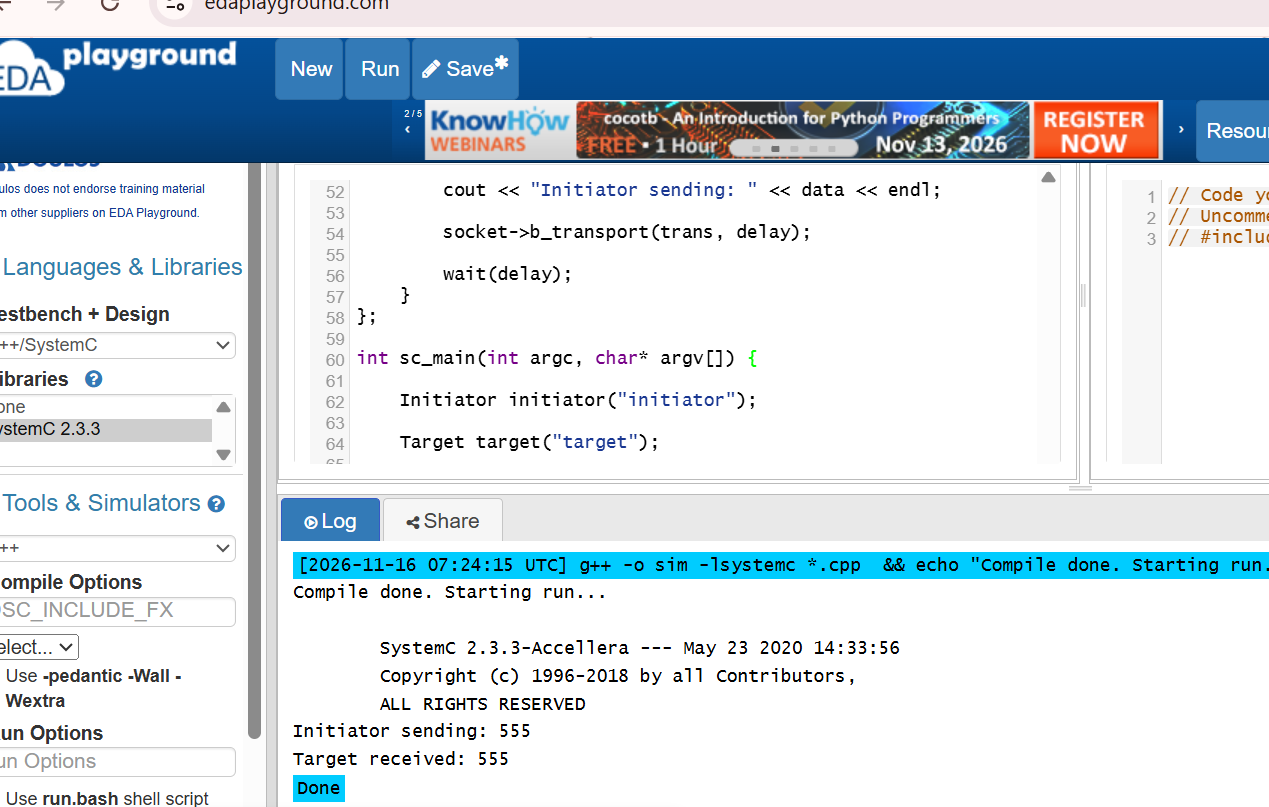 edaplayground.com
EDA playground
New
Run
Save*
2/5
‹
KnowHow
WEBINARS
cocotb - An Introduction for Python Programmers
FREE • 1 Hour
Nov 13, 2026
REGISTER
NOW
›
Resou
ulos does not endorse training material
m other suppliers on EDA Playground.
Languages & Libraries
estbench + Design
++/SystemC
ibraries ?
one
ystemC 2.3.3
Tools & Simulators ?
++
ompile Options
DSC_INCLUDE_FX
elect...
Use -pedantic -Wall -
Wextra
un Options
un Options
Use run.bash shell script
52 cout << "Initiator sending: " << data << endl;
53
54 socket->b_transport(trans, delay);
55
56 wait(delay);
57 }
58 };
59
60 int sc_main(int argc, char* argv[]) {
61
62 Initiator initiator("initiator");
63
64 Target target("target");
65
1 // Code yo
2 // Uncomme
3 // #includ
Log
Share
[2026-11-16 07:24:15 UTC] g++ -o sim -lsystemc *.cpp  && echo "Compile done. Starting run.
Compile done. Starting run...
SystemC 2.3.3-Accellera --- May 23 2020 14:33:56
Copyright (c) 1996-2018 by all Contributors,
ALL RIGHTS RESERVED
Initiator sending: 555
Target received: 555
Done